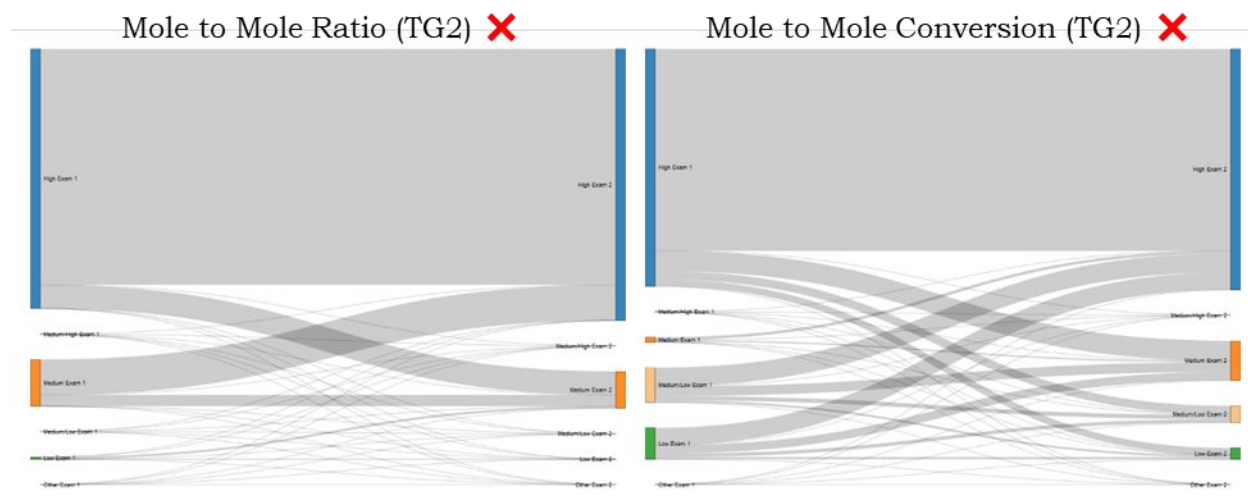 Mole to Mole Ratio (TG2) ❌
High Exam 1
High Exam 2
Medium/High Exam 1
Medium/High Exam 2
Medium Exam 1
Medium Exam 2
Medium/Low Exam 1
Medium/Low Exam 2
Low Exam 1
Low Exam 2
Other Exam 1
Other Exam 2
Mole to Mole Conversion (TG2) ❌
High Exam 1
High Exam 2
Medium/High Exam 1
Medium/High Exam 2
Medium Exam 1
Medium Exam 2
Medium/Low Exam 1
Medium/Low Exam 2
Low Exam 1
Low Exam 2
Other Exam 1
Other Exam 2